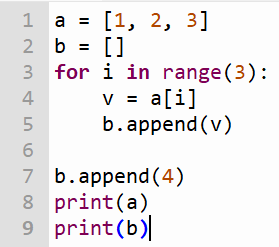 1 a = [1, 2, 3]
2 b = []
3 for i in range(3):
4     v = a[i]
5     b.append(v)
6
7 b.append(4)
8 print(a)
9 print(b)